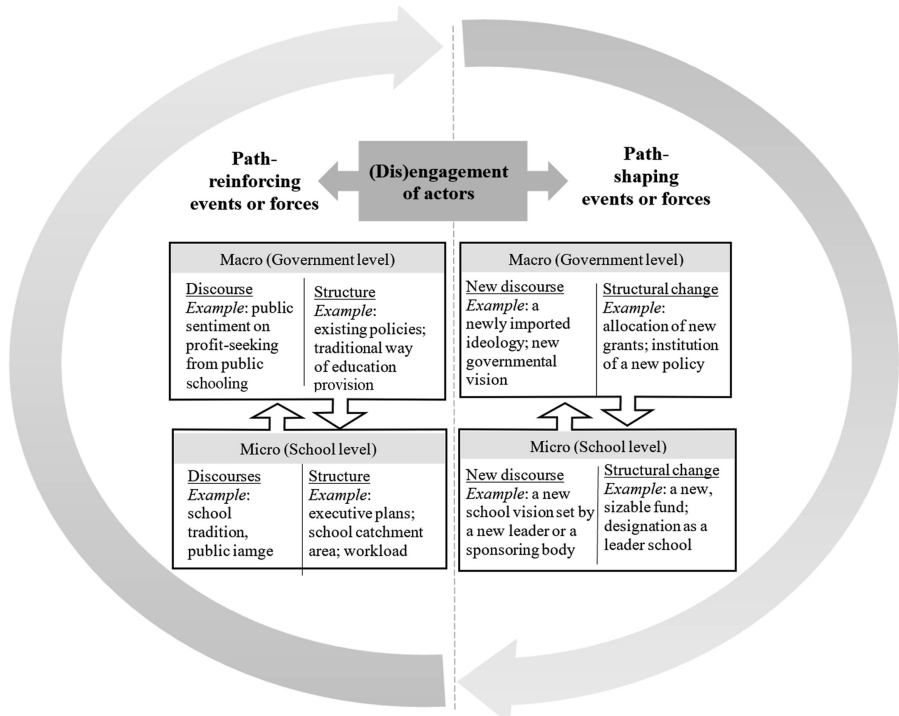 (Dis)engagement
of actors
Path-
reinforcing
events or forces
Path-
shaping
events or forces
Macro (Government level)
Discourse
Example: public
sentiment on
profit-seeking
from public
schooling
Structure
Example:
existing policies;
traditional way
of education
provision
Micro (School level)
Discourses
Example:
school
tradition,
public iamge
Structure
Example:
executive plans;
school catchment
area; workload
Macro (Government level)
New discourse
Example: a
newly imported
ideology; new
governmental
vision
Structural change
Example:
allocation of new
grants; institution
of a new policy
Micro (School level)
New discourse
Example: a new
school vision set by
a new leader or a
sponsoring body
Structural change
Example: a new,
sizable fund;
designation as a
leader school